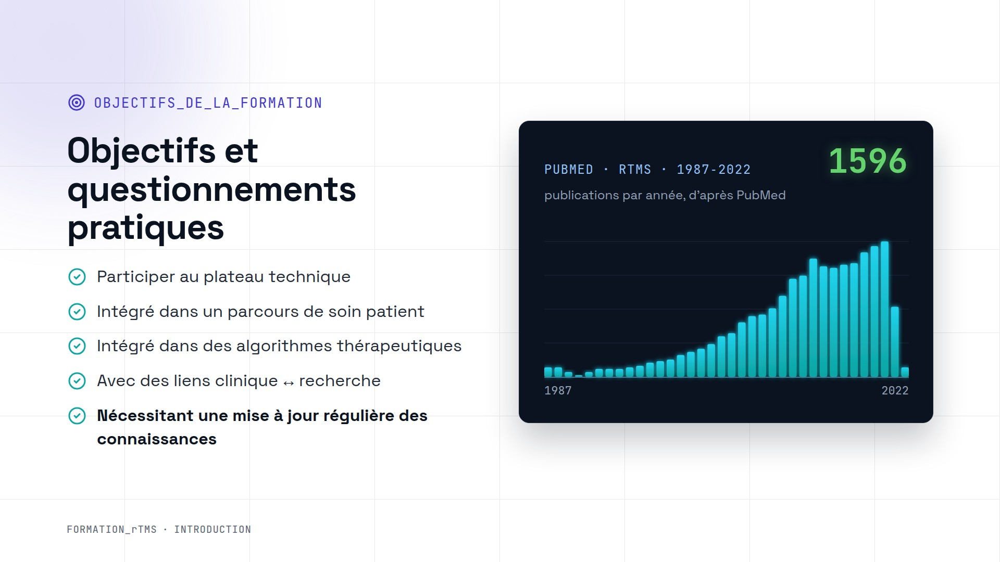 OBJECTIFS_DE_LA_FORMATION
Objectifs et
questionnements
pratiques
Participer au plateau technique
Intégré dans un parcours de soin patient
Intégré dans des algorithmes thérapeutiques
Avec des liens clinique ↔ recherche
Nécessitant une mise à jour régulière des
connaissances
PUBMED · RTMS · 1987-2022
1596
publications par année, d’après PubMed
1987
2022
FORMATION_rTMS · INTRODUCTION